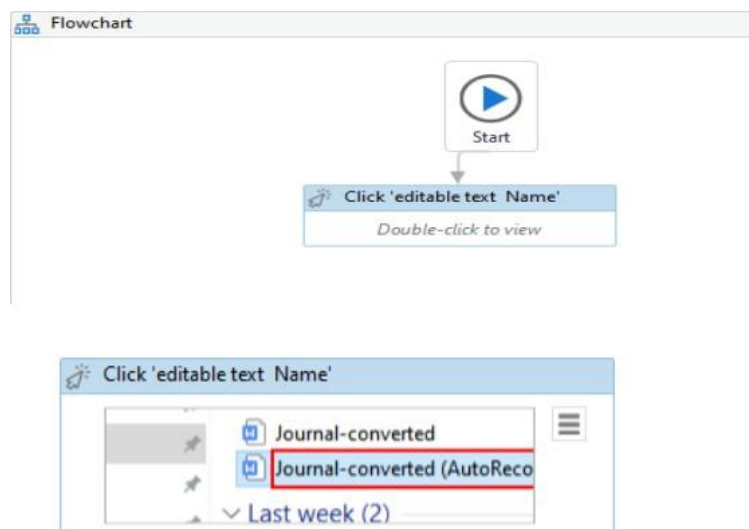 Flowchart
Start
Click 'editable text Name'
Double-click to view
Click 'editable text Name'
Journal-converted
Journal-converted (AutoReco
Last week (2)